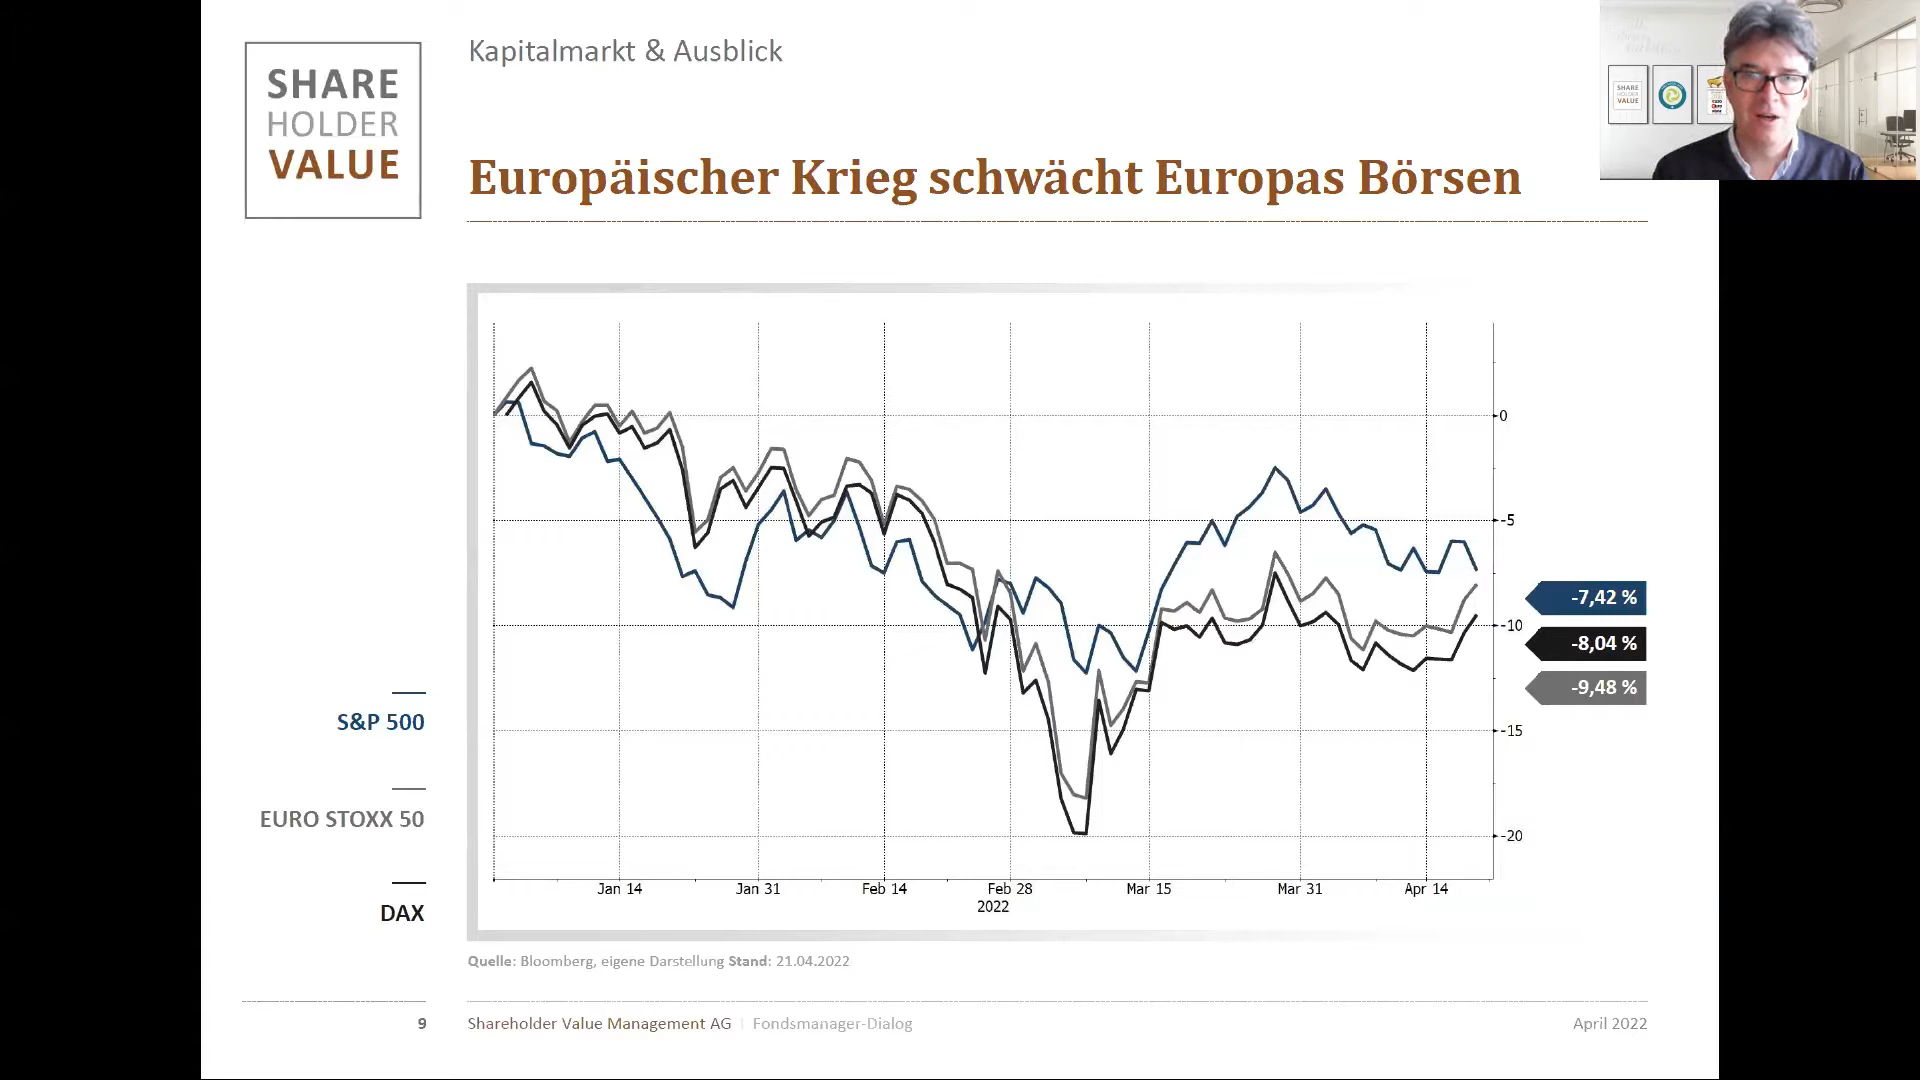 SHARE
HOLDER
VALUE
Kapitalmarkt & Ausblick
Europäischer Krieg schwächt Europas Börsen
SHARE
HOLDER
VALUE
0
-5
-10
-15
-20
-7,42 %
-8,04 %
-9,48 %
S&P 500
EURO STOXX 50
DAX
Jan 14 Jan 31 Feb 14 Feb 28 Mar 15 Mar 31 Apr 14
2022
Quelle: Bloomberg, eigene Darstellung Stand: 21.04.2022
9 Shareholder Value Management AG | Fondsmanager-Dialog April 2022